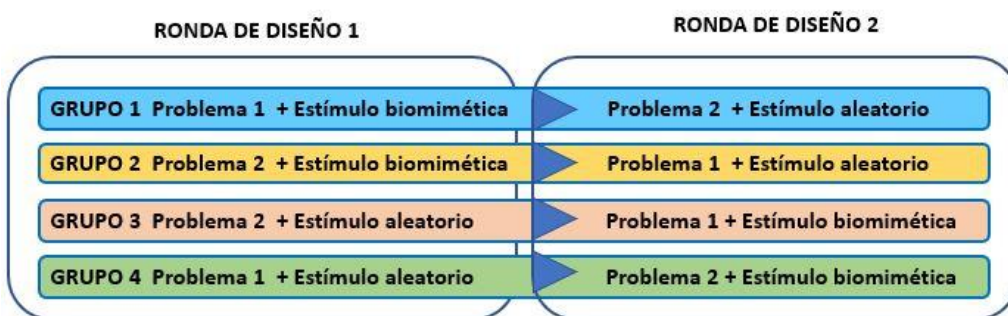 RONDA DE DISEÑO 1
RONDA DE DISEÑO 2
GRUPO 1 Problema 1 + Estímulo biomimética
Problema 2 + Estímulo aleatorio
GRUPO 2 Problema 2 + Estímulo biomimética
Problema 1 + Estímulo aleatorio
GRUPO 3 Problema 2 + Estímulo aleatorio
Problema 1 + Estímulo biomimética
GRUPO 4 Problema 1 + Estímulo aleatorio
Problema 2 + Estímulo biomimética